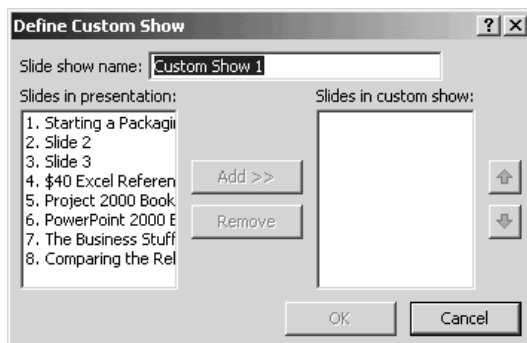 Define Custom Show
Slide show name: Custom Show 1
Slides in presentation:
Slides in custom show:
1. Starting a Packagin
2. Slide 2
3. Slide 3
4. $40 Excel Referen
5. Project 2000 Book
6. PowerPoint 2000 E
7. The Business Stuff
8. Comparing the Rel
Add >>
Remove
OK
Cancel